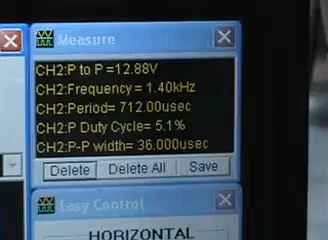 Measure
CH2:P to P =12.88V
CH2:Frequency = 1.40kHz
CH2:Period= 712.00usec
CH2:P Duty Cycle= 5.1%
CH2:P-P width= 36.000usec
Delete Delete All Save
Easy Control
HORIZONTAL